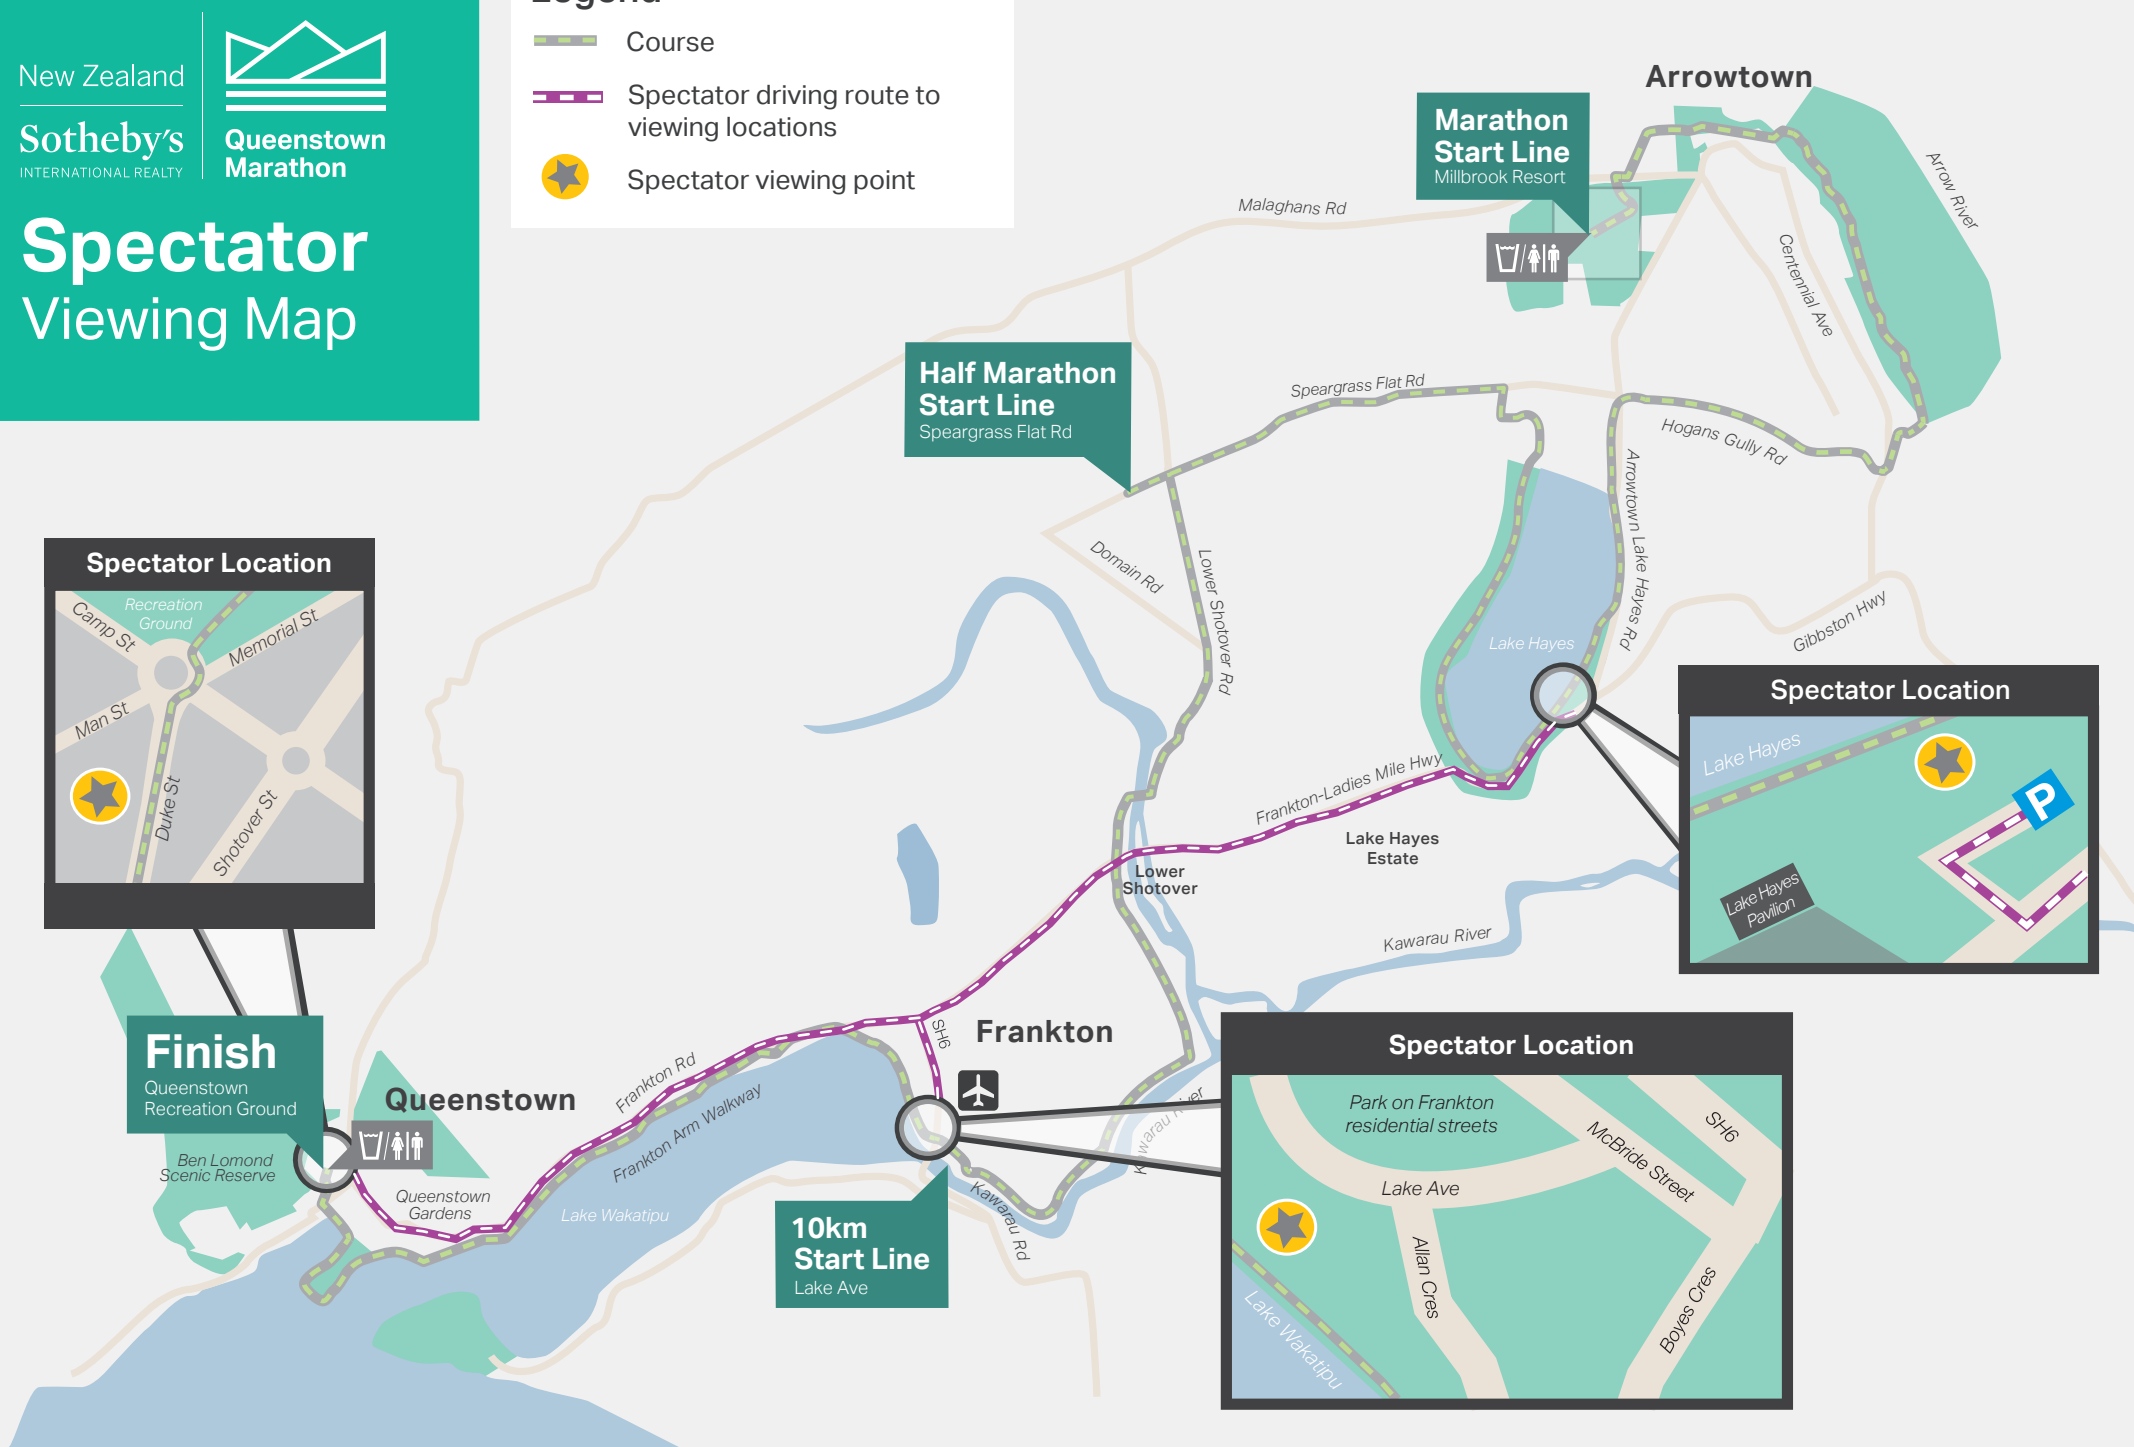 Legend
Course
Spectator driving route to
viewing locations
Spectator viewing point
New Zealand
Sotheby's
INTERNATIONAL REALTY
Queenstown
Marathon
Spectator
Viewing Map
Arrowtown
Marathon
Start Line
Millbrook Resort
Arrow River
Malaghans Rd
Centennial Ave
Half Marathon
Start Line
Speargrass Flat Rd
Speargrass Flat Rd
Hogans Gully Rd
Arrowtown Lake Hayes Rd
Domain Rd
Lower Shotover Rd
Lake Hayes
Gibbston Hwy
Spectator Location
Recreation
Ground
Camp St
Memorial St
Man St
Duke St
Shotover St
Spectator Location
Lake Hayes
P
Lake Hayes
Pavilion
Frankton-Ladies Mile Hwy
Lake Hayes
Estate
Lower
Shotover
Kawarau River
Finish
Queenstown
Recreation Ground
Queenstown
Ben Lomond
Scenic Reserve
Queenstown
Gardens
Frankton Rd
Frankton Arm Walkway
Lake Wakatipu
SH6
Frankton
Kawarau River
Kawarau Rd
10km
Start Line
Lake Ave
Spectator Location
Park on Frankton
residential streets
SH6
McBride Street
Lake Ave
Allan Cres
Boyes Cres
Lake Wakatipu